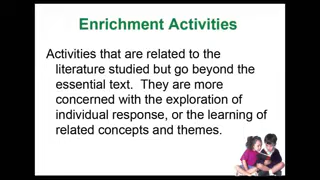 Enrichment Activities
Activities that are related to the
literature studied but go beyond the
essential text. They are more
concerned with the exploration of
individual response, or the learning of
related concepts and themes.